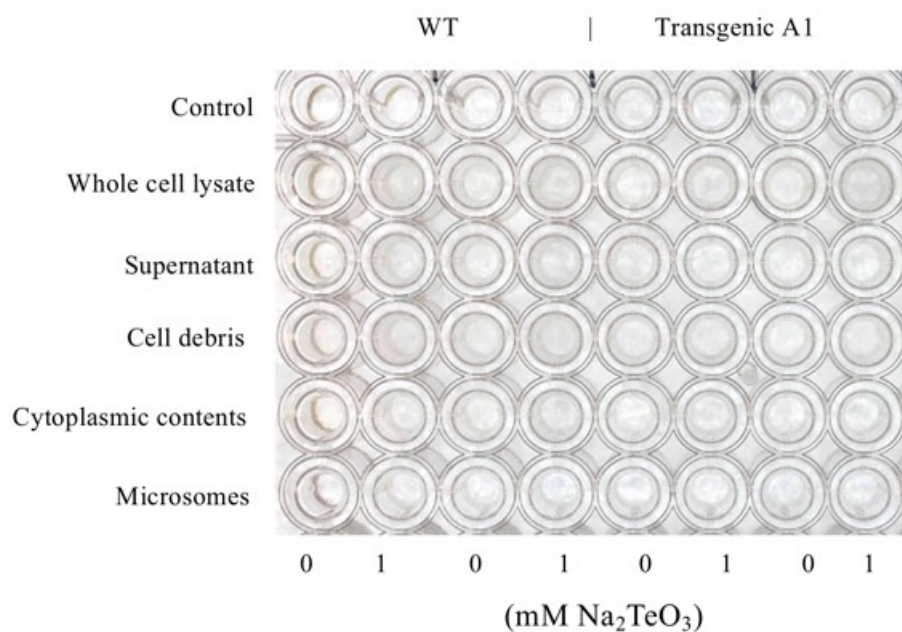 WT | Transgenic A1
Control
Whole cell lysate
Supernatant
Cell debris
Cytoplasmic contents
Microsomes
0 1 0 1 0 1 0 1
(mM Na₂TeO₃)